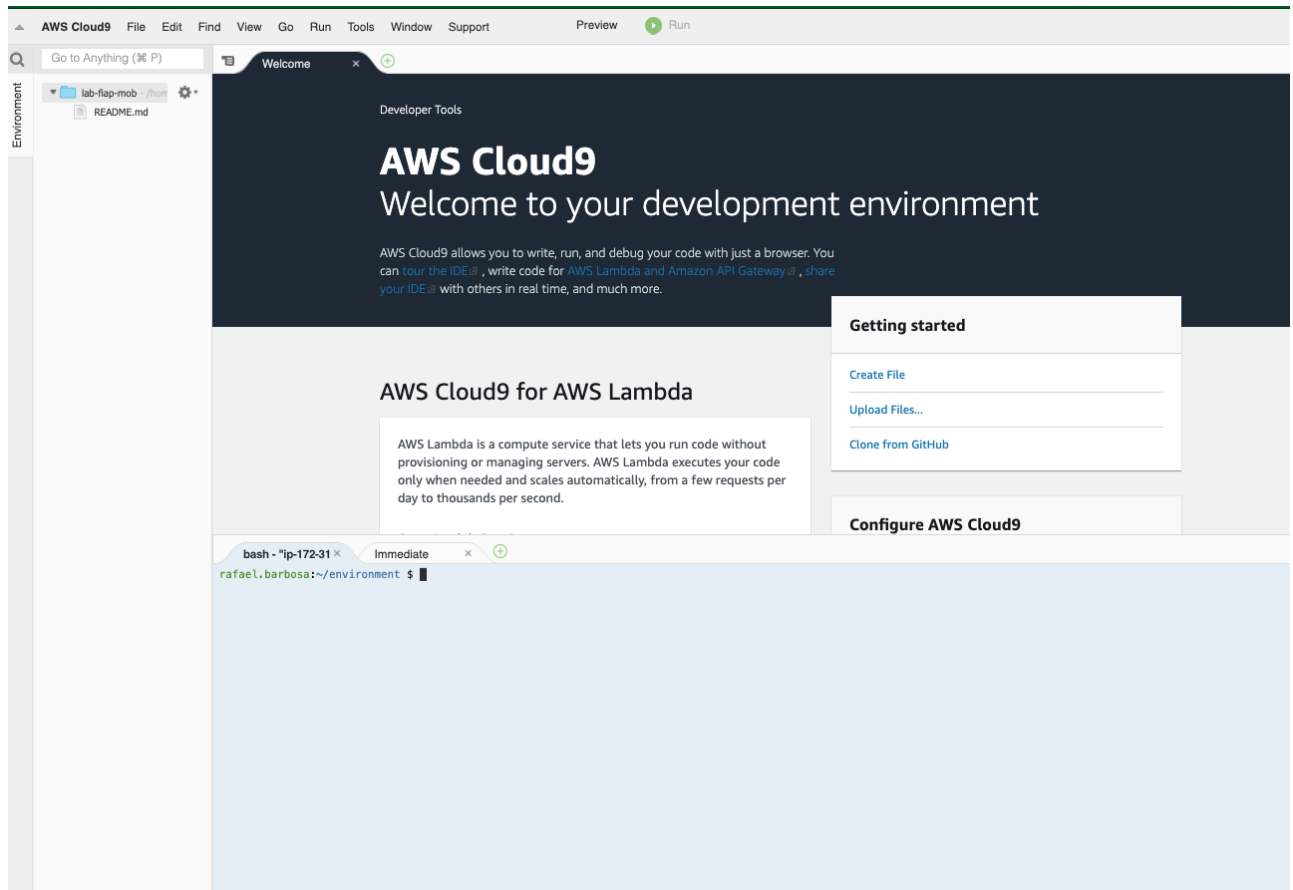 AWS Cloud9 File Edit Find View Go Run Tools Window Support Preview Run
Go to Anything (⌘ P)
Welcome
Environment
lab-fiap-mob - /hom
README.md
Developer Tools
AWS Cloud9
Welcome to your development environment
AWS Cloud9 allows you to write, run, and debug your code with just a browser. You
can tour the IDE , write code for AWS Lambda and Amazon API Gateway , share
your IDE with others in real time, and much more.
Getting started
Create File
Upload Files...
Clone from GitHub
AWS Cloud9 for AWS Lambda
AWS Lambda is a compute service that lets you run code without
provisioning or managing servers. AWS Lambda executes your code
only when needed and scales automatically, from a few requests per
day to thousands per second.
Configure AWS Cloud9
bash - "ip-172-31 Immediate
rafael.barbosa:~/environment $